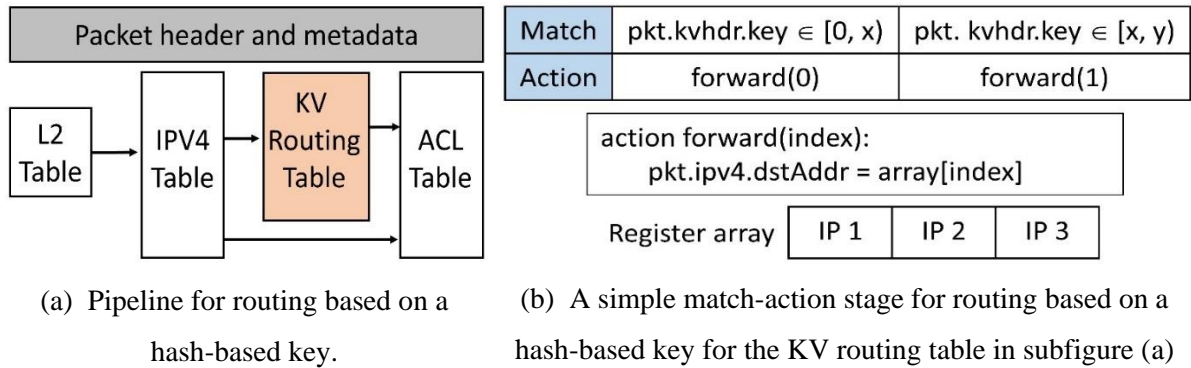 Packet header and metadata
L2
Table
IPV4
Table
KV
Routing
Table
ACL
Table
(a) Pipeline for routing based on a
hash-based key.
Match pkt.kvhdr.key ∈ [0, x) pkt. kvhdr.key ∈ [x, y)
Action forward(0) forward(1)
action forward(index):
pkt.ipv4.dstAddr = array[index]
Register array IP 1 IP 2 IP 3
(b) A simple match-action stage for routing based on a
hash-based key for the KV routing table in subfigure (a)